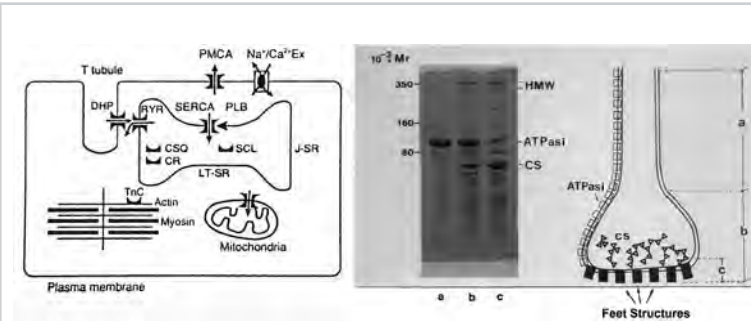 PMCA Na⁺/Ca²⁺Ex
T tubule
DHP RYR SERCA PLB
CSQ SCL
CR
J-SR
LT-SR
TnC
Actin
Myosin
Mitochondria
Plasma membrane
10⁻³ Mr
350
160
80
HMW
ATPasi
CS
a b c
ATPasi
CS
a
b
c
Feet Structures